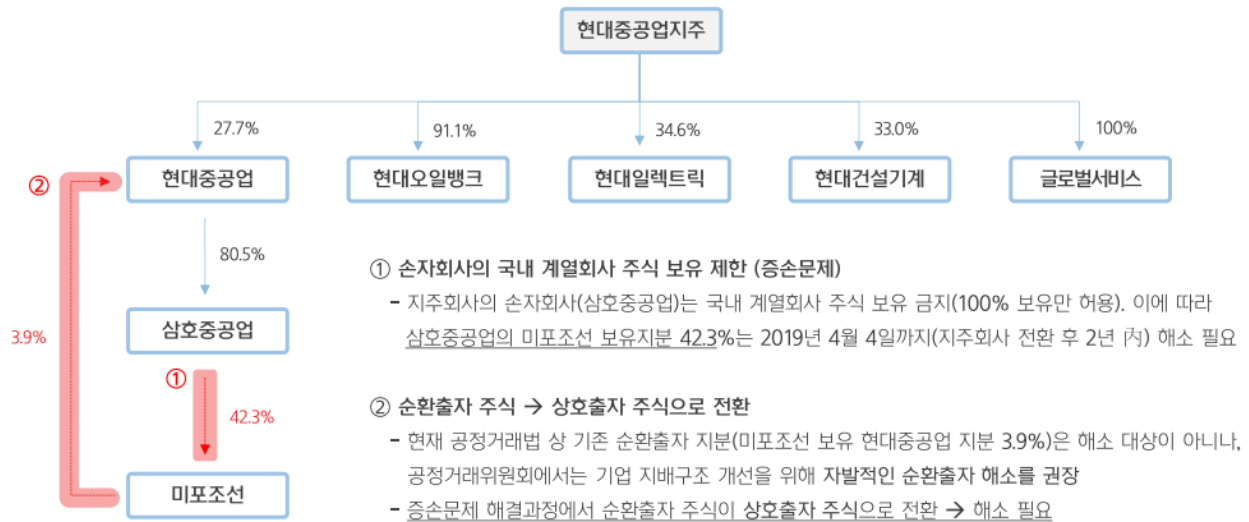 현대중공업지주
27.7%
91.1%
34.6%
33.0%
100%
②
현대중공업
현대오일뱅크
현대일렉트릭
현대건설기계
글로벌서비스
80.5%
① 손자회사의 국내 계열회사 주식 보유 제한 (증손문제)
- 지주회사의 손자회사(삼호중공업)는 국내 계열회사 주식 보유 금지(100% 보유만 허용). 이에 따라
3.9%
삼호중공업
삼호중공업의 미포조선 보유지분 42.3%는 2019년 4월 4일까지(지주회사 전환 후 2년 內) 해소 필요
①
② 순환출자 주식 → 상호출자 주식으로 전환
42.3%
- 현재 공정거래법 상 기존 순환출자 지분(미포조선 보유 현대중공업 지분 3.9%)은 해소 대상이 아니나,
공정거래위원회에서는 기업 지배구조 개선을 위해 자발적인 순환출자 해소를 권장
미포조선
- 증손문제 해결과정에서 순환출자 주식이 상호출자 주식으로 전환 → 해소 필요